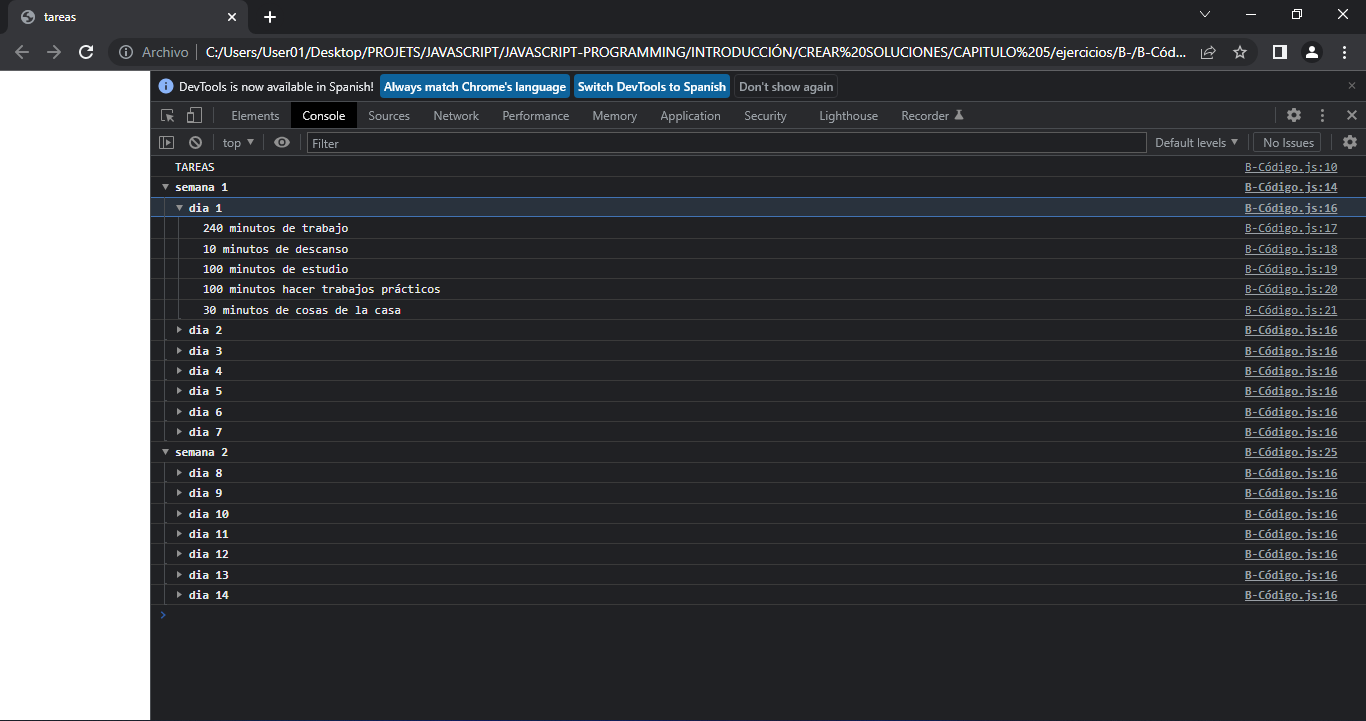 tareas
Archivo C:/Users/User01/Desktop/PROJETS/JAVASCRIPT/JAVASCRIPT-PROGRAMMING/INTRODUCCIÓN/CREAR%20SOLUCIONES/CAPITULO%205/ejercicios/B-/B-Cód...
DevTools is now available in Spanish! Always match Chrome's language Switch DevTools to Spanish Don't show again
Elements Console Sources Network Performance Memory Application Security Lighthouse Recorder
top Filter Default levels No Issues
TAREAS B-Código.js:10
semana 1 B-Código.js:14
dia 1 B-Código.js:16
240 minutos de trabajo B-Código.js:17
10 minutos de descanso B-Código.js:18
100 minutos de estudio B-Código.js:19
100 minutos hacer trabajos prácticos B-Código.js:20
30 minutos de cosas de la casa B-Código.js:21
dia 2 B-Código.js:16
dia 3 B-Código.js:16
dia 4 B-Código.js:16
dia 5 B-Código.js:16
dia 6 B-Código.js:16
dia 7 B-Código.js:16
semana 2 B-Código.js:25
dia 8 B-Código.js:16
dia 9 B-Código.js:16
dia 10 B-Código.js:16
dia 11 B-Código.js:16
dia 12 B-Código.js:16
dia 13 B-Código.js:16
dia 14 B-Código.js:16